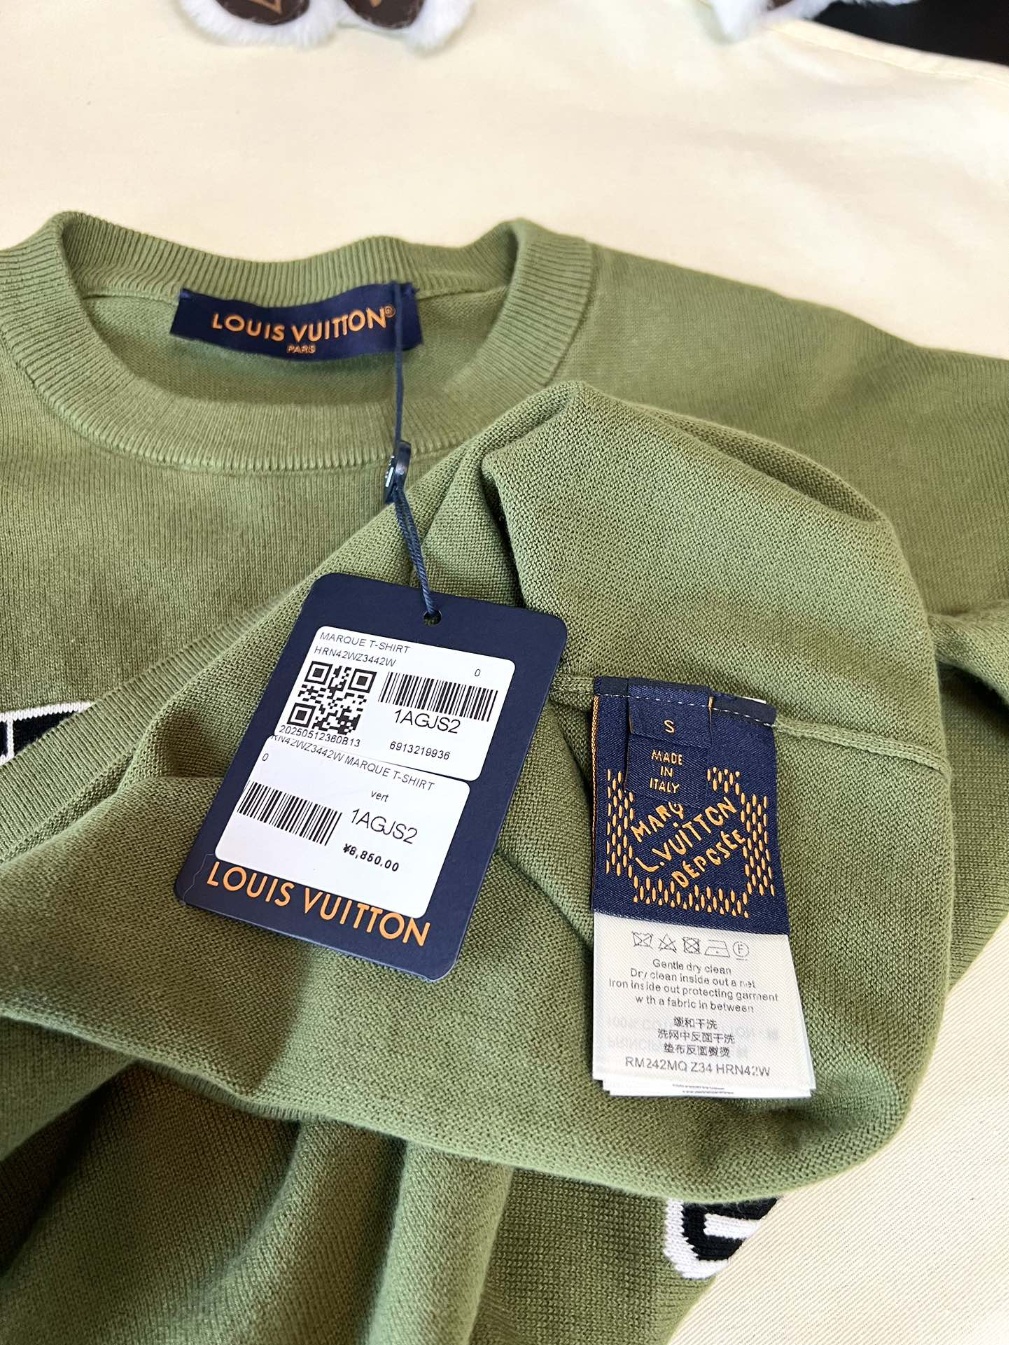 LOUIS VUITTON®
PARIS
MARQUE T-SHIRT
HRN42WZ3442W
0
1AGJS2
20250512360813
6913219936
RN42WZ3442W MARQUE T-SHIRT
0
vert
1AGJS2
¥8,850.00
LOUIS VUITTON
S
MADE
IN
ITALY
MARQ
L.VUITTON
DÉPOSÉE
F
Gentle dry clean
Dry clean inside out a net.
Iron inside out protecting garment
with a fabric in between
缓和干洗
洗网中反面干洗
垫布反面熨烫
RM242MQ Z34 HRN42W